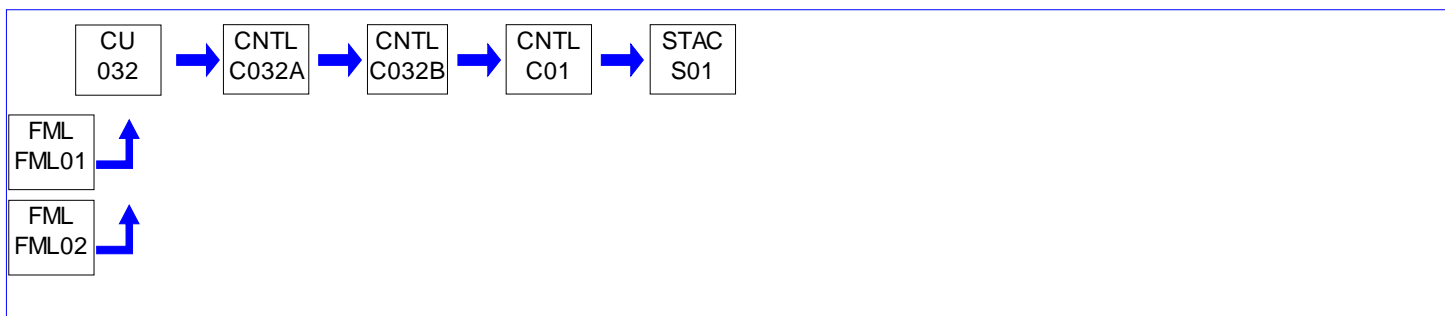 CU
032
CNTL
C032A
CNTL
C032B
CNTL
C01
STAC
S01
FML
FML01
FML
FML02